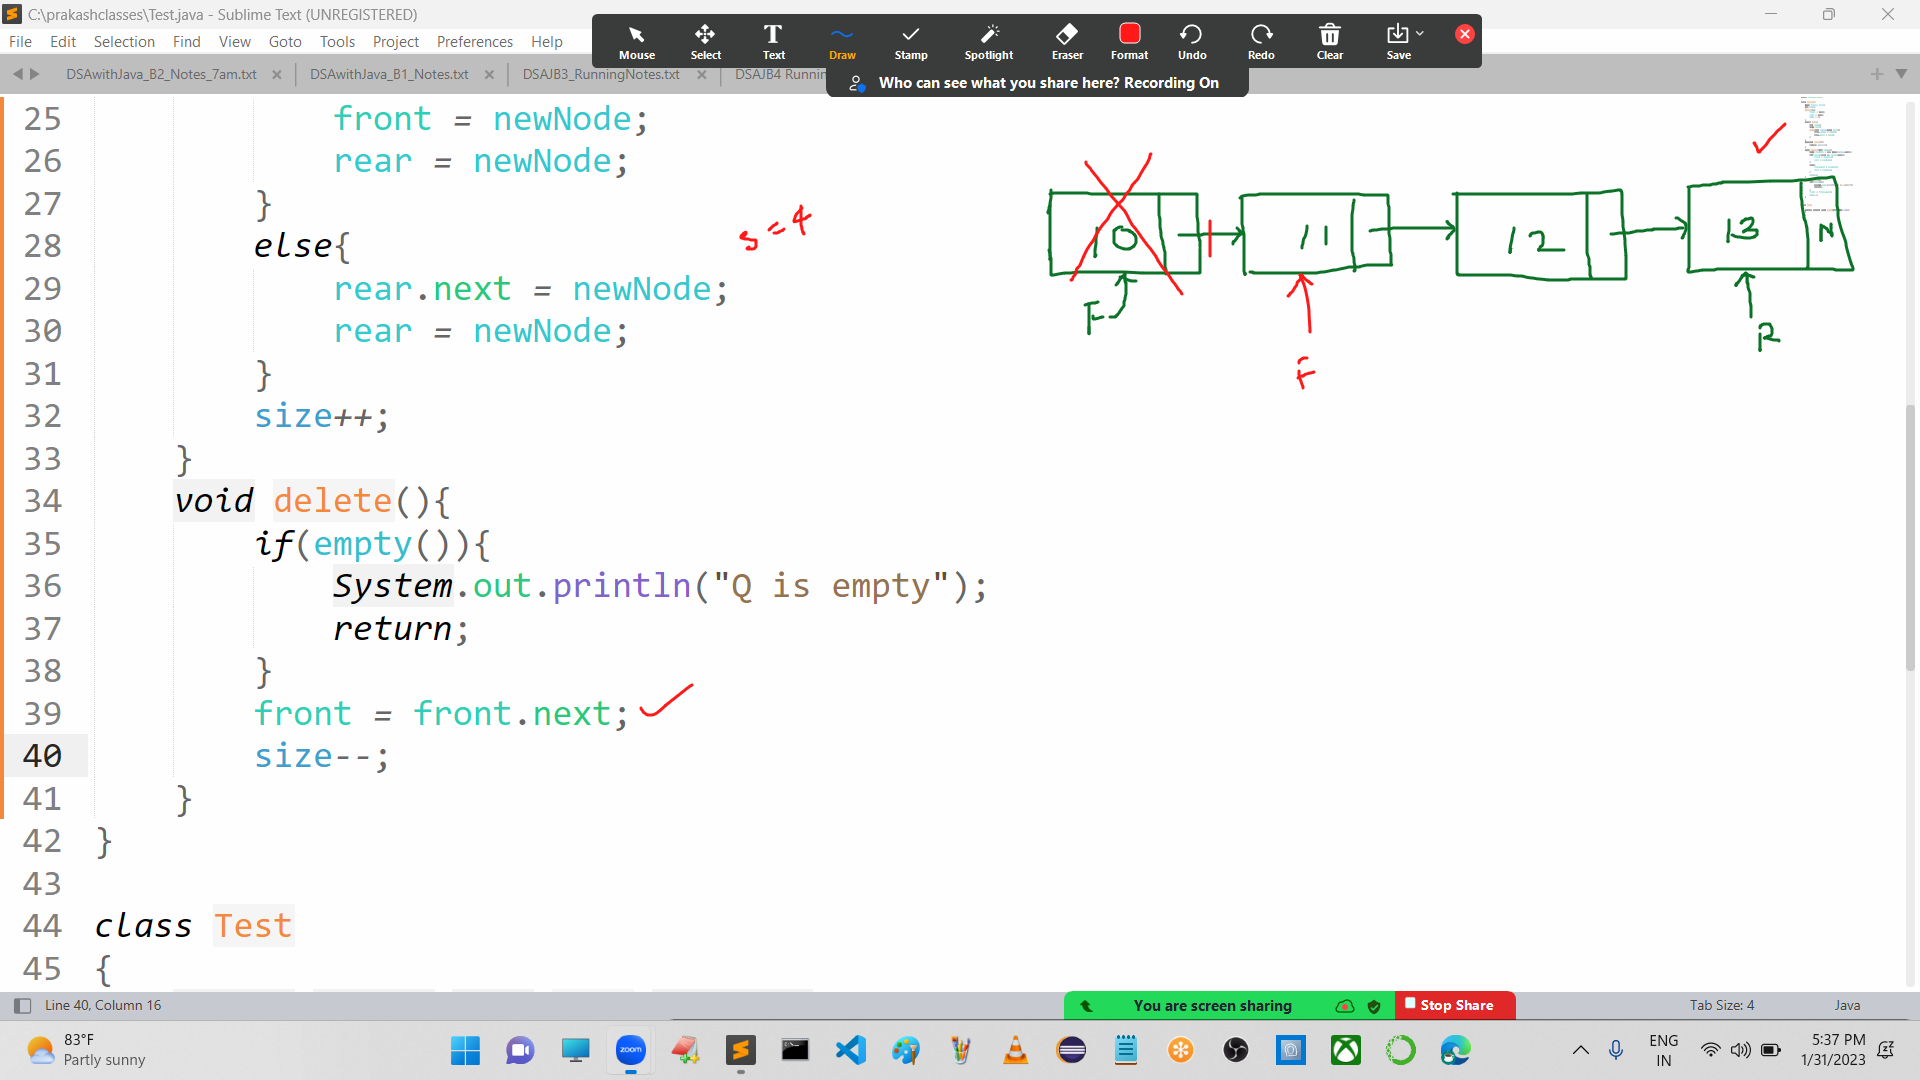 C:\prakashclasses\Test.java - Sublime Text (UNREGISTERED)
File Edit Selection Find View Goto Tools Project Preferences Help
Mouse Select Text Draw Stamp Spotlight Eraser Format Undo Redo Clear Save
DSAwithJava_B2_Notes_7am.txt DSAwithJava_B1_Notes.txt DSAJB3_RunningNotes.txt DSAJB4 Runnin
Who can see what you share here? Recording On
25 front = newNode;
26 rear = newNode;
27 }
28 else{
29 rear.next = newNode;
30 rear = newNode;
31 }
32 size++;
33 }
34 void delete(){
35 if(empty()){
36 System.out.println("Q is empty");
37 return;
38 }
39 front = front.next;
40 size--;
41 }
42 }
43
44 class Test
45 {
s=4
10 11 12 13 N
F
F
R
Line 40, Column 16
You are screen sharing
Stop Share
Tab Size: 4
Java
83°F
Partly sunny
zoom
ENG
IN
5:37 PM
1/31/2023